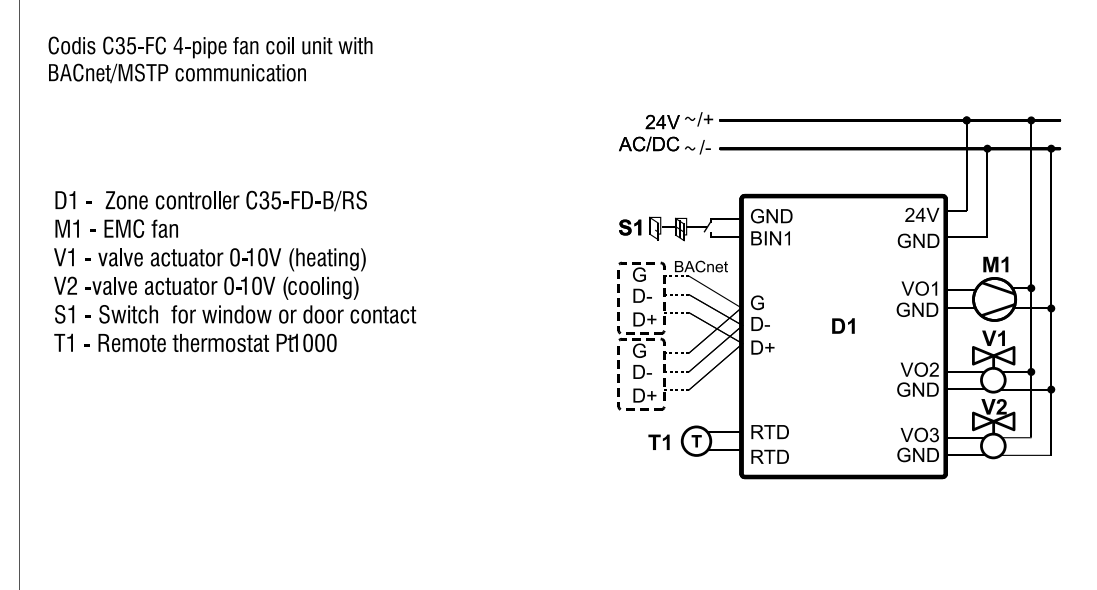 Codis C35-FC 4-pipe fan coil unit with
BACnet/MSTP communication
D1 - Zone controller C35-FD-B/RS
M1 - EMC fan
V1 - valve actuator 0-10V (heating)
V2 -valve actuator 0-10V (cooling)
S1 - Switch for window or door contact
T1 - Remote thermostat Pt1000
24V ~/+
AC/DC ~/-
S1
GND
BIN1
24V
GND
BACnet
G
D-
D+
G
D-
D+
G
D-
D+
D1
M1
VO1
GND
V1
VO2
GND
V2
VO3
GND
T1
T
RTD
RTD